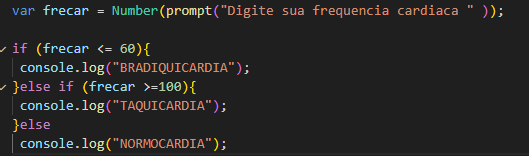 var frecar = Number(prompt("Digite sua frequencia cardiaca " ));
if (frecar <= 60){
console.log("BRADIQUICARDIA");
}else if (frecar >=100){
console.log("TAQUICARDIA");
}else
console.log("NORMOCARDIA");